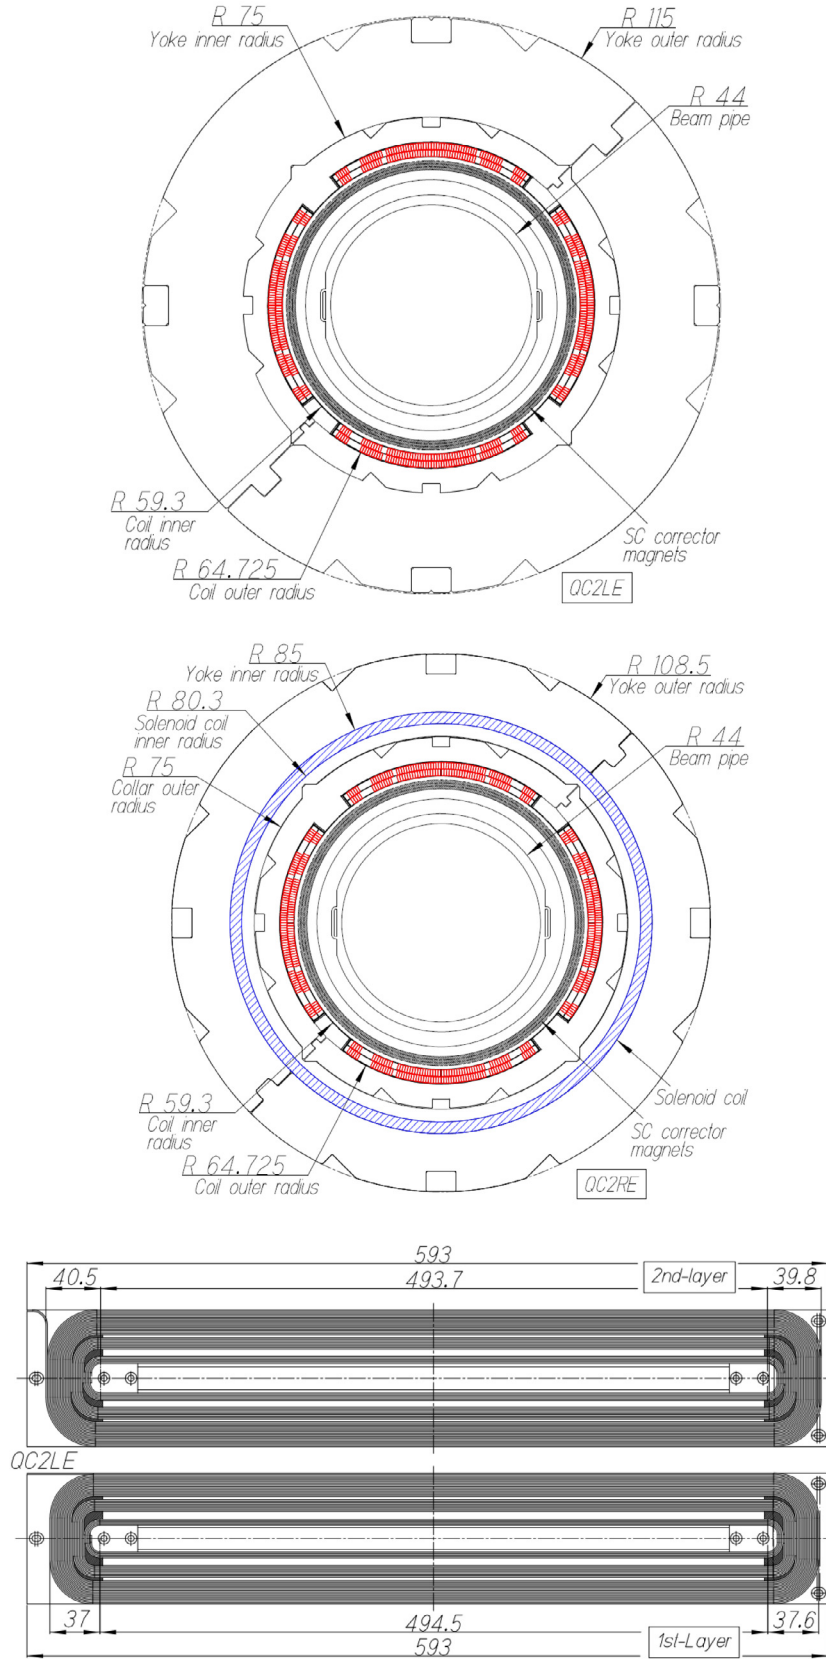 R 75
Yoke inner radius
R 115
Yoke outer radius
R 44
Beam pipe
R 59.3
Coil inner
radius
R 64.725
Coil outer radius
SC corrector
magnets
QC2LE
R 85
Yoke inner radius
R 108.5
Yoke outer radius
R 80.3
Solenoid coil
inner radius
R 44
Beam pipe
R 75
Collar outer
radius
R 59.3
Coil inner
radius
R 64.725
Coil outer radius
Solenoid coil
SC corrector
magnets
QC2RE
593
40.5
493.7
2nd-layer
39.8
QC2LE
37
494.5
37.6
593
1st-Layer